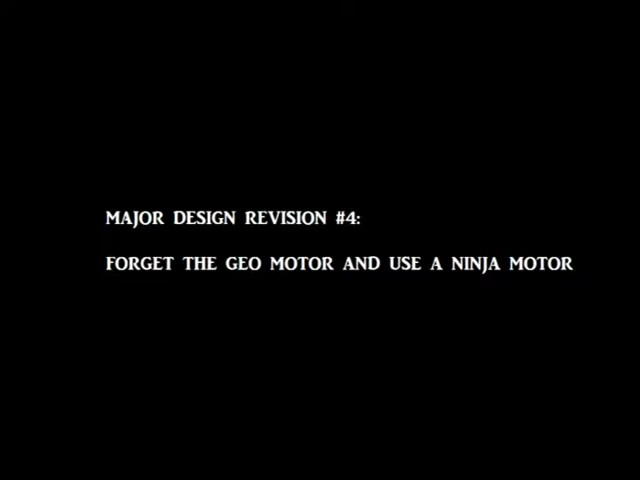 MAJOR DESIGN REVISION #4:
FORGET THE GEO MOTOR AND USE A NINJA MOTOR